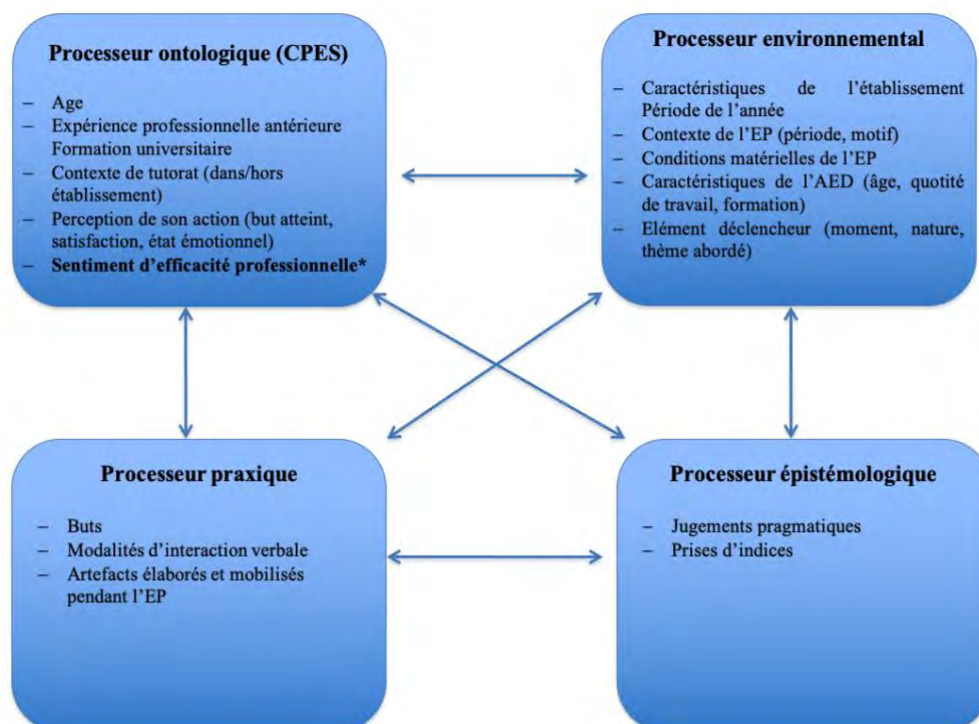 Processeur ontologique (CPES)
– Age
– Expérience professionnelle antérieure
Formation universitaire
– Contexte de tutorat (dans/hors
établissement)
– Perception de son action (but atteint,
satisfaction, état émotionnel)
– Sentiment d’efficacité professionnelle*
Processeur environnemental
– Caractéristiques de l’établissement
Période de l’année
– Contexte de l’EP (période, motif)
– Conditions matérielles de l’EP
– Caractéristiques de l’AED (âge, quotité
de travail, formation)
– Elément déclencheur (moment, nature,
thème abordé)
Processeur praxique
– Buts
– Modalités d’interaction verbale
– Artefacts élaborés et mobilisés
pendant l’EP
Processeur épistémologique
– Jugements pragmatiques
– Prises d’indices